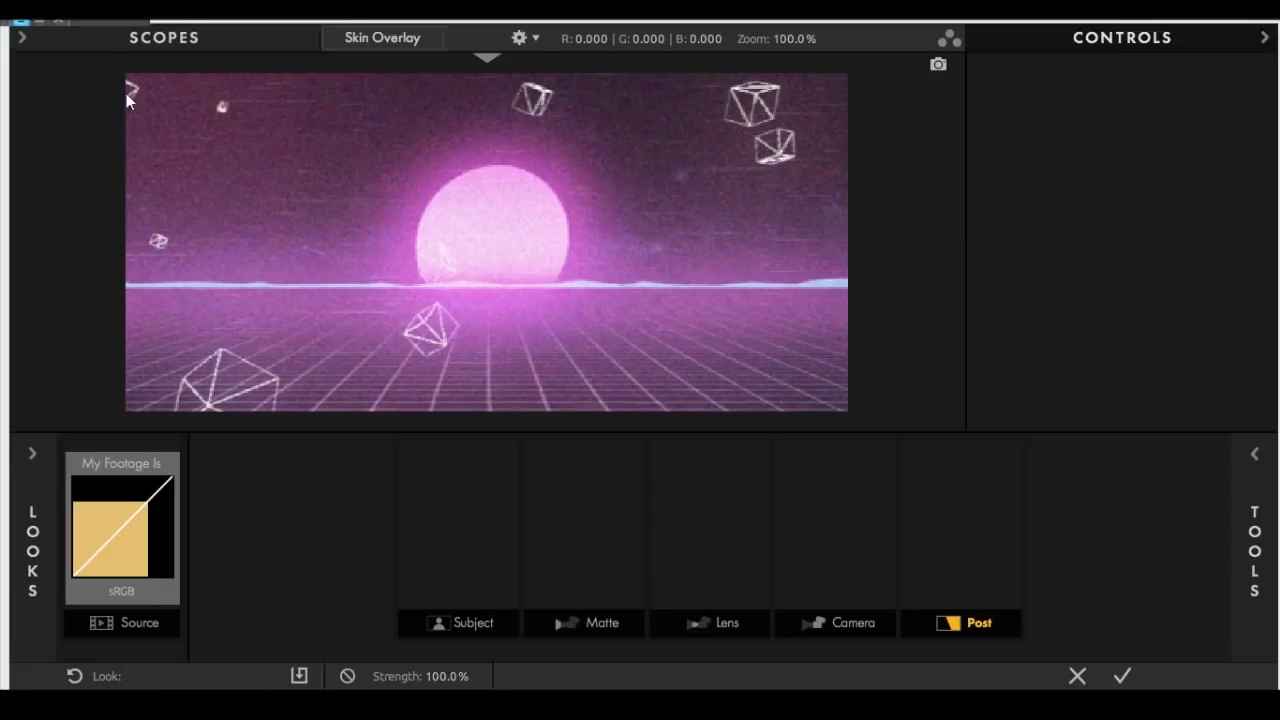 SCOPES
Skin Overlay
R: 0.000 | G: 0.000 | B: 0.000
Zoom: 100.0%
CONTROLS
My Footage Is
sRGB
Source
Subject
Matte
Lens
Camera
Post
LOOKS
TOOLS
Look:
Strength: 100.0%